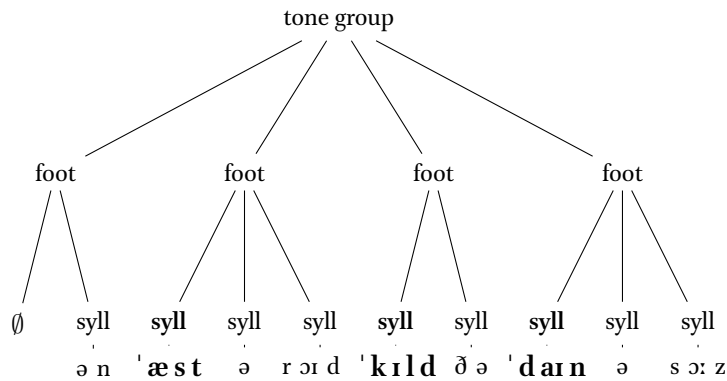 tone group
foot foot foot foot
∅ syll syll syll syll syll syll syll syll syll
ə n ˈæ s t ə r ɔɪ d ˈk ɪ l d ð ə ˈd aɪ n ə s ɔː z